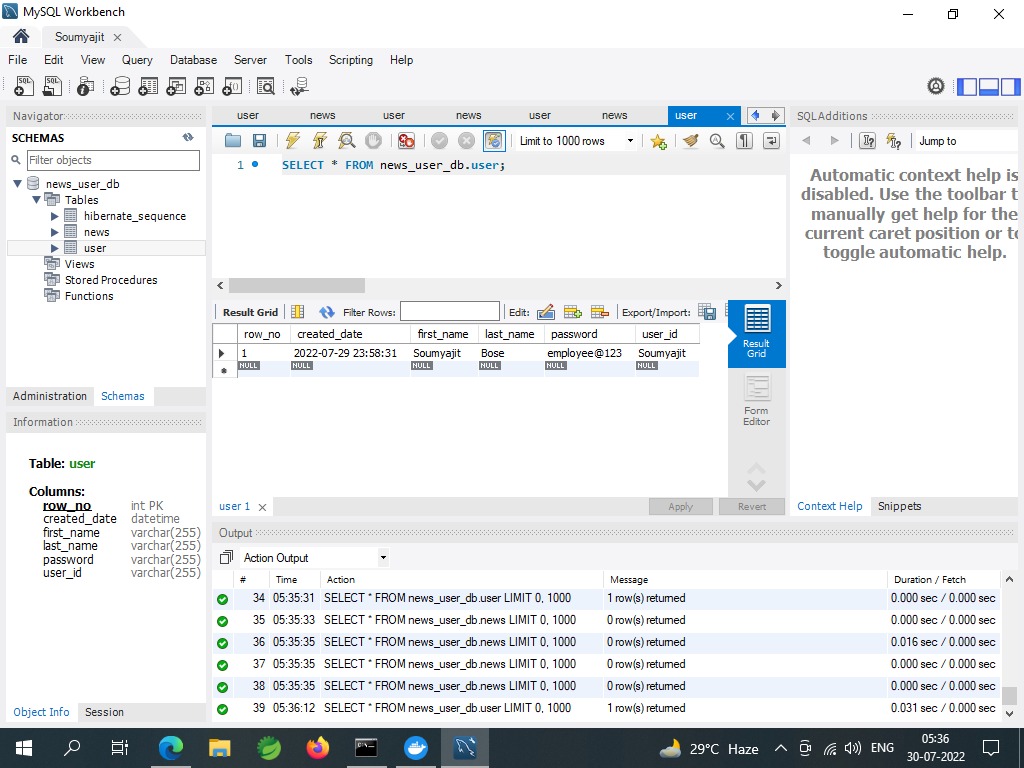 MySQL Workbench
Soumyajit
File Edit View Query Database Server Tools Scripting Help
Navigator
SCHEMAS
Filter objects
news_user_db
Tables
hibernate_sequence
news
user
Views
Stored Procedures
Functions
Administration Schemas
Information
Table: user
Columns:
row_no int PK
created_date datetime
first_name varchar(255)
last_name varchar(255)
password varchar(255)
user_id varchar(255)
Object Info Session
user news user news user news user
Limit to 1000 rows
1 SELECT * FROM news_user_db.user;
Result Grid Filter Rows: Edit: Export/Import:
row_no created_date first_name last_name password user_id
1 2022-07-29 23:58:31 Soumyajit Bose employee@123 Soumyajit
NULL NULL NULL NULL NULL NULL
Result
Grid
Form
Editor
user 1 Apply Revert
SQLAdditions
Jump to
Automatic context help is
disabled. Use the toolbar t
manually get help for the
current caret position or to
toggle automatic help.
Context Help Snippets
Output
Action Output
# Time Action Message Duration / Fetch
34 05:35:31 SELECT * FROM news_user_db.user LIMIT 0, 1000 1 row(s) returned 0.000 sec / 0.000 sec
35 05:35:33 SELECT * FROM news_user_db.news LIMIT 0, 1000 0 row(s) returned 0.000 sec / 0.000 sec
36 05:35:35 SELECT * FROM news_user_db.news LIMIT 0, 1000 0 row(s) returned 0.016 sec / 0.000 sec
37 05:35:35 SELECT * FROM news_user_db.news LIMIT 0, 1000 0 row(s) returned 0.000 sec / 0.000 sec
38 05:35:35 SELECT * FROM news_user_db.news LIMIT 0, 1000 0 row(s) returned 0.000 sec / 0.000 sec
39 05:36:12 SELECT * FROM news_user_db.user LIMIT 0, 1000 1 row(s) returned 0.031 sec / 0.000 sec
29°C Haze ENG 05:36
30-07-2022